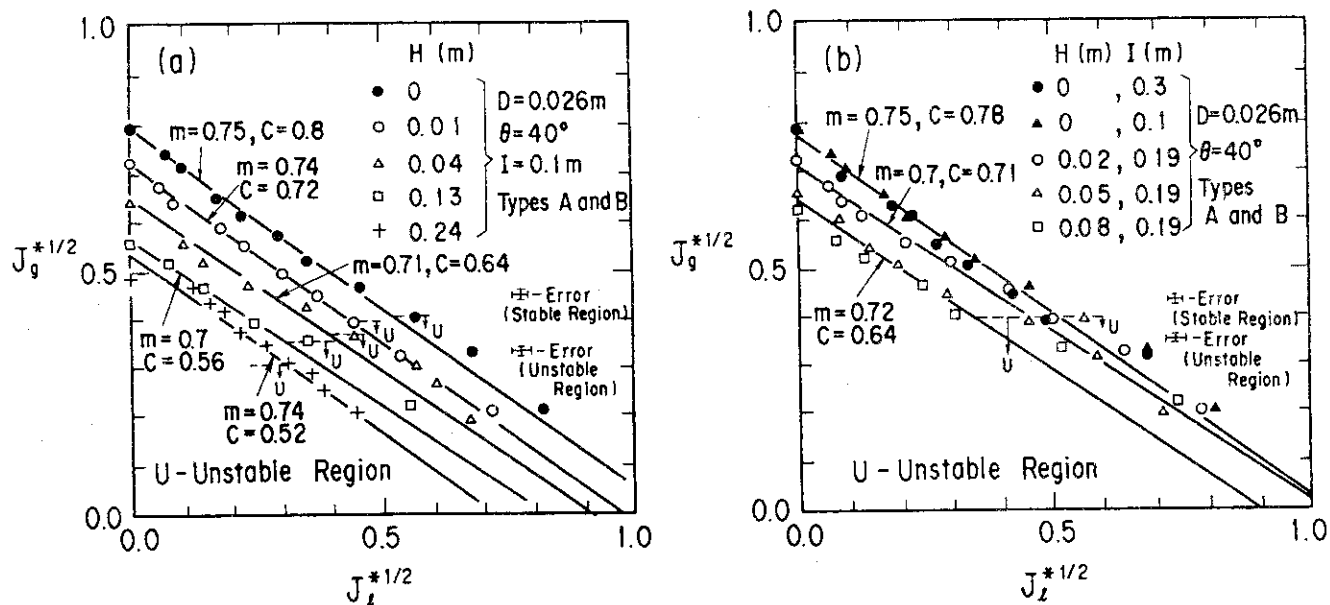 1.0
(a)
H (m)
0
0.01
0.04
0.13
0.24
D=0.026m
θ=40°
I=0.1m
Types A and B
m=0.75, C=0.8
m=0.74
C=0.72
m=0.71, C=0.64
J_g^{*1/2}
0.5
m=0.7
C=0.56
m=0.74
C=0.52
U
U
U
U
U
-Error
(Stable Region)
-Error
(Unstable
Region)
U - Unstable Region
0.0
0.0
0.5
1.0
J_ℓ^{*1/2}
1.0
(b)
H (m) I (m)
0 , 0.3
0 , 0.1
0.02, 0.19
0.05, 0.19
0.08, 0.19
D=0.026m
θ=40°
Types
A and B
m=0.75, C=0.78
m=0.7, C=0.71
J_g^{*1/2}
0.5
m=0.72
C=0.64
U
U
-Error
(Stable Region)
-Error
(Unstable
Region)
U - Unstable Region
0.0
0.0
0.5
1.0
J_ℓ^{*1/2}